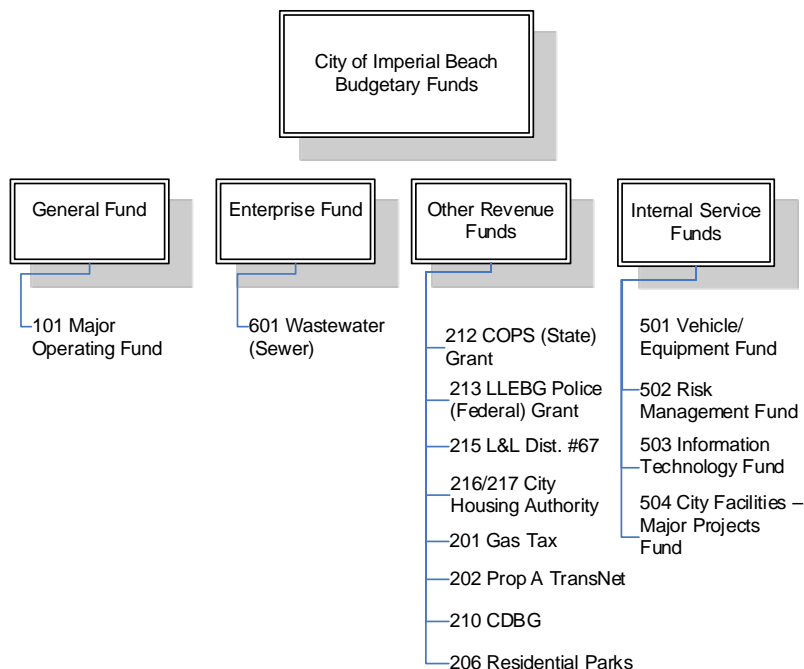 City of Imperial Beach
Budgetary Funds
General Fund
101 Major
Operating Fund
Enterprise Fund
601 Wastewater
(Sewer)
Other Revenue
Funds
212 COPS (State)
Grant
213 LLEBG Police
(Federal) Grant
215 L&L Dist. #67
216/217 City
Housing Authority
201 Gas Tax
202 Prop A TransNet
210 CDBG
206 Residential Parks
Internal Service
Funds
501 Vehicle/
Equipment Fund
502 Risk
Management Fund
503 Information
Technology Fund
504 City Facilities –
Major Projects
Fund